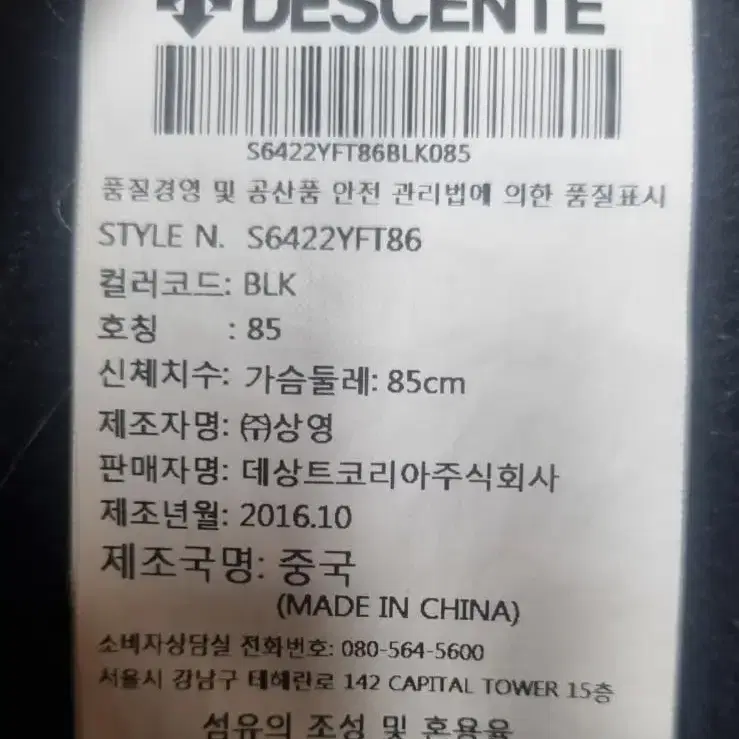 DESCENTE
S6422YFT86BLK085
품질경영 및 공산품 안전 관리법에 의한 품질표시
STYLE N. S6422YFT86
컬러코드: BLK
호칭 : 85
신체치수: 가슴둘레: 85cm
제조자명: ㈜상영
판매자명: 데상트코리아주식회사
제조년월: 2016.10
제조국명: 중국
(MADE IN CHINA)
소비자상담실 전화번호: 080-564-5600
서울시 강남구 테헤란로 142 CAPITAL TOWER 15층
섬유의 조성 및 혼용율